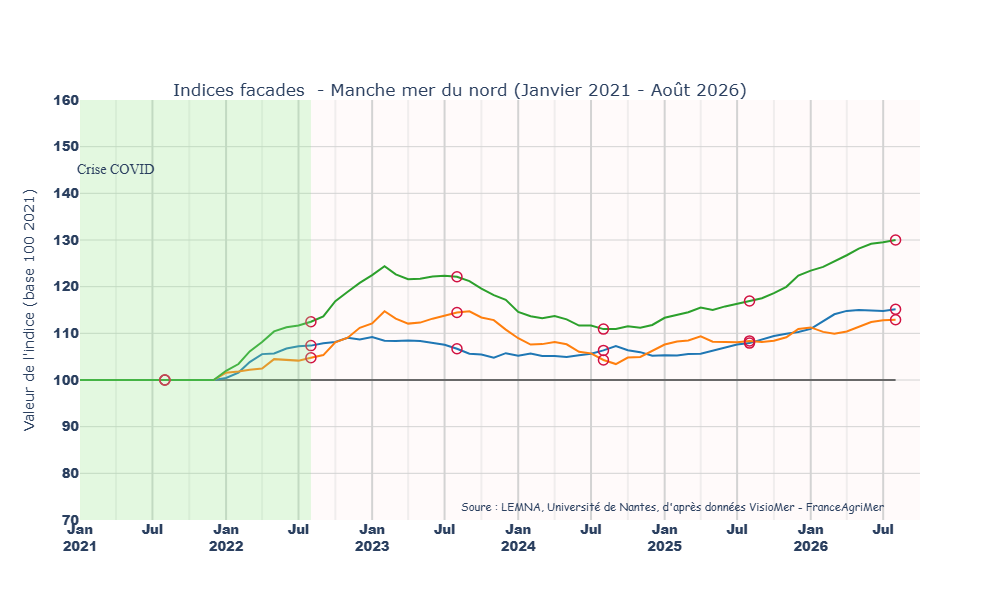 Indices facades  - Manche mer du nord (Janvier 2021 - Août 2026)
Valeur de l'indice (base 100 2021)
160
150
140
130
120
110
100
90
80
70
Crise COVID
Soure : LEMNA, Université de Nantes, d'après données VisioMer - FranceAgriMer
Jan Jul Jan Jul Jan Jul Jan Jul Jan Jul Jan Jul
2021 2022 2023 2024 2025 2026